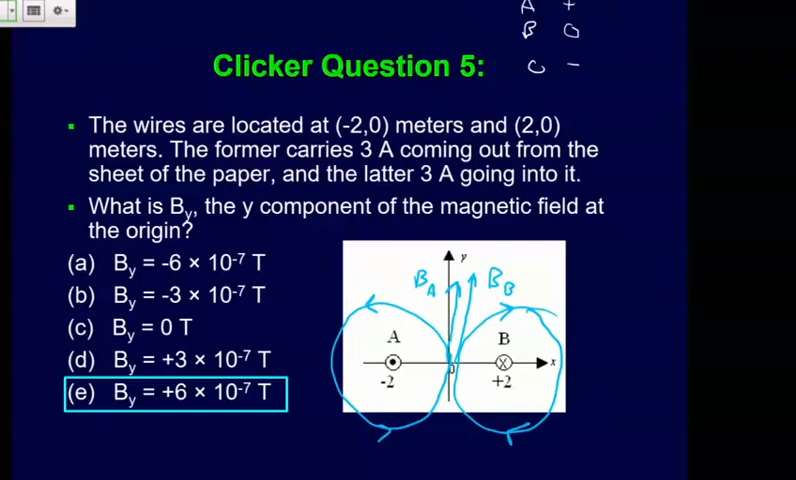 A +
B 0
C -
Clicker Question 5:
▪ The wires are located at (-2,0) meters and (2,0)
meters. The former carries 3 A coming out from the
sheet of the paper, and the latter 3 A going into it.
▪ What is By, the y component of the magnetic field at
the origin?
(a) By = -6 × 10-7 T
(b) By = -3 × 10-7 T
(c) By = 0 T
(d) By = +3 × 10-7 T
(e) By = +6 × 10-7 T
y
BA BB
A B
0 x
-2 +2